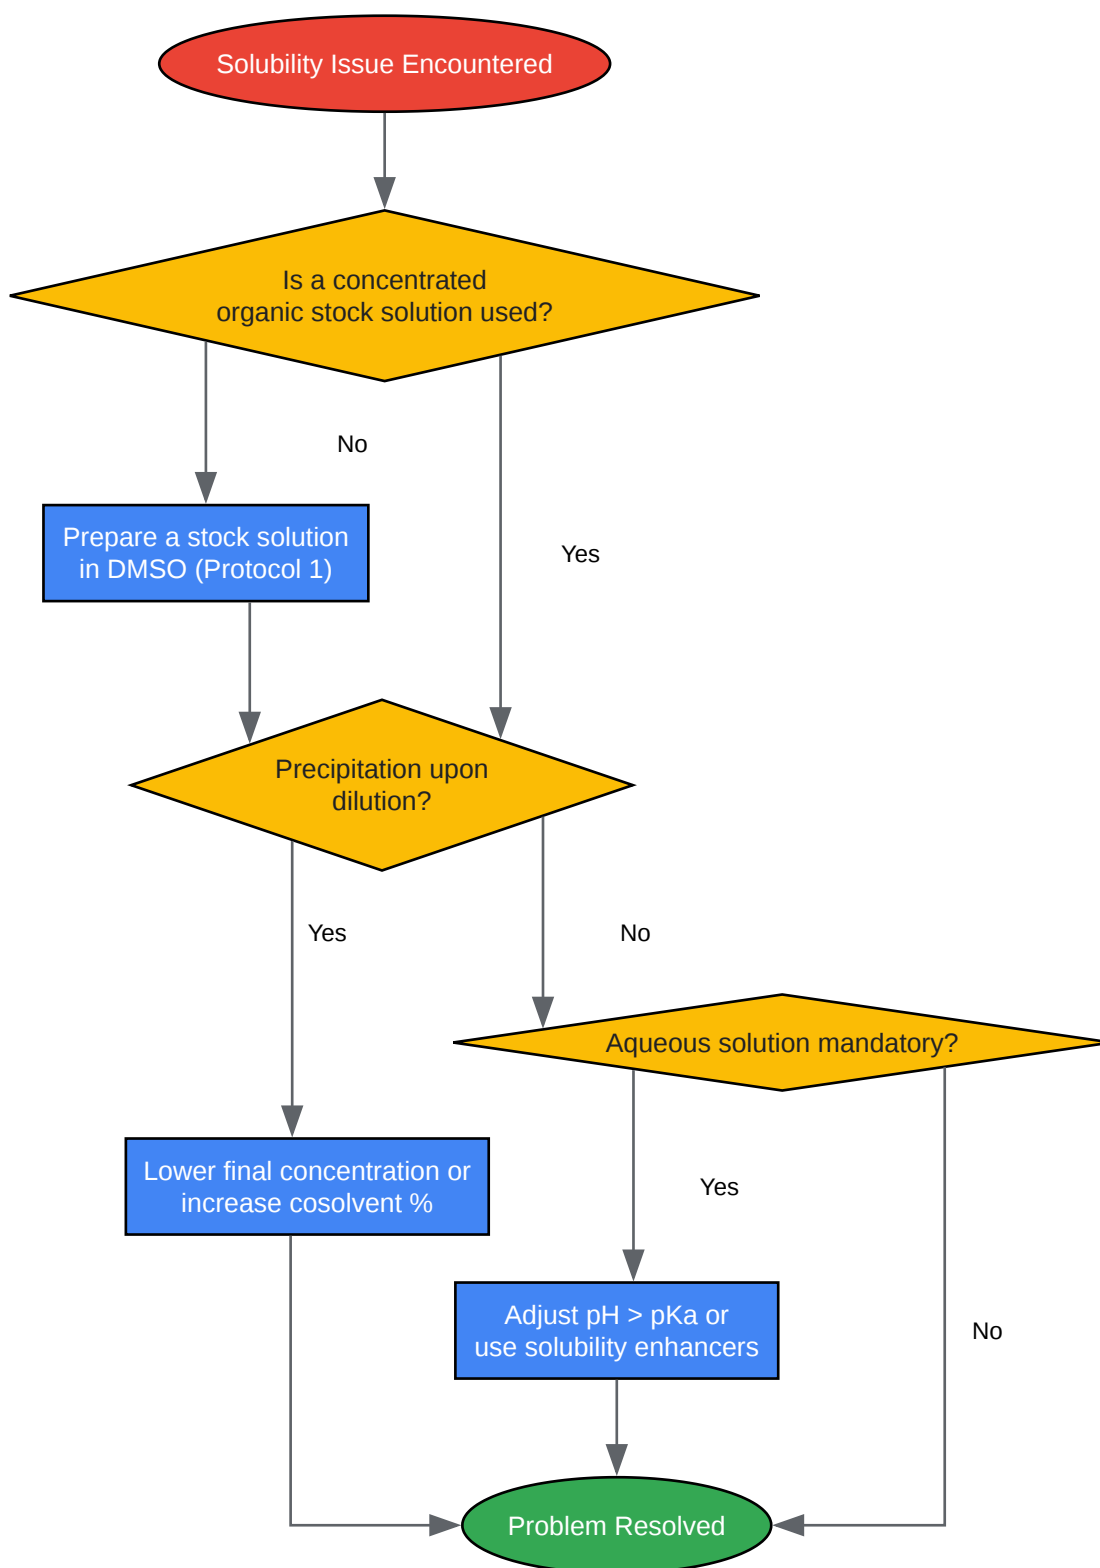 Solubility Issue Encountered
Is a concentrated
organic stock solution used?
No
Prepare a stock solution
in DMSO (Protocol 1)
Yes
Precipitation upon
dilution?
Yes
No
Aqueous solution mandatory?
Lower final concentration or
increase cosolvent %
Yes
Adjust pH > pKa or
use solubility enhancers
No
Problem Resolved